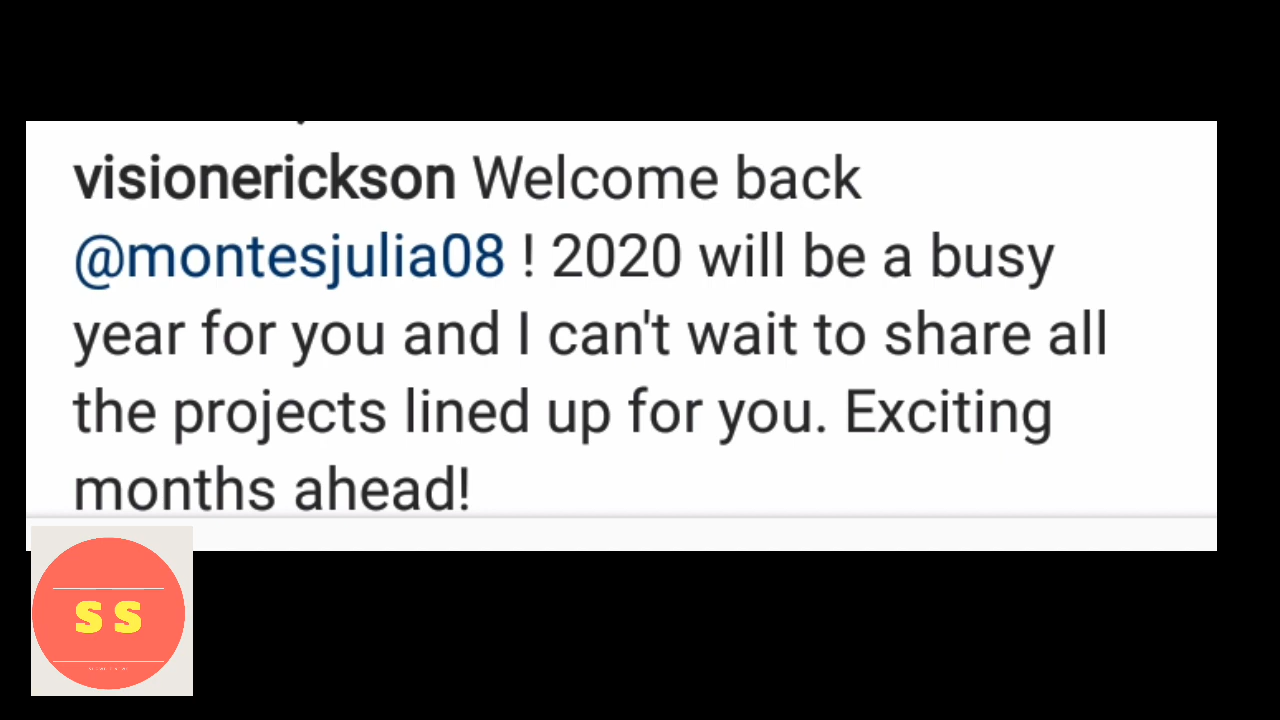 visionerickson Welcome back
@montesjulia08 ! 2020 will be a busy
year for you and I can't wait to share all
the projects lined up for you. Exciting
months ahead!
S S